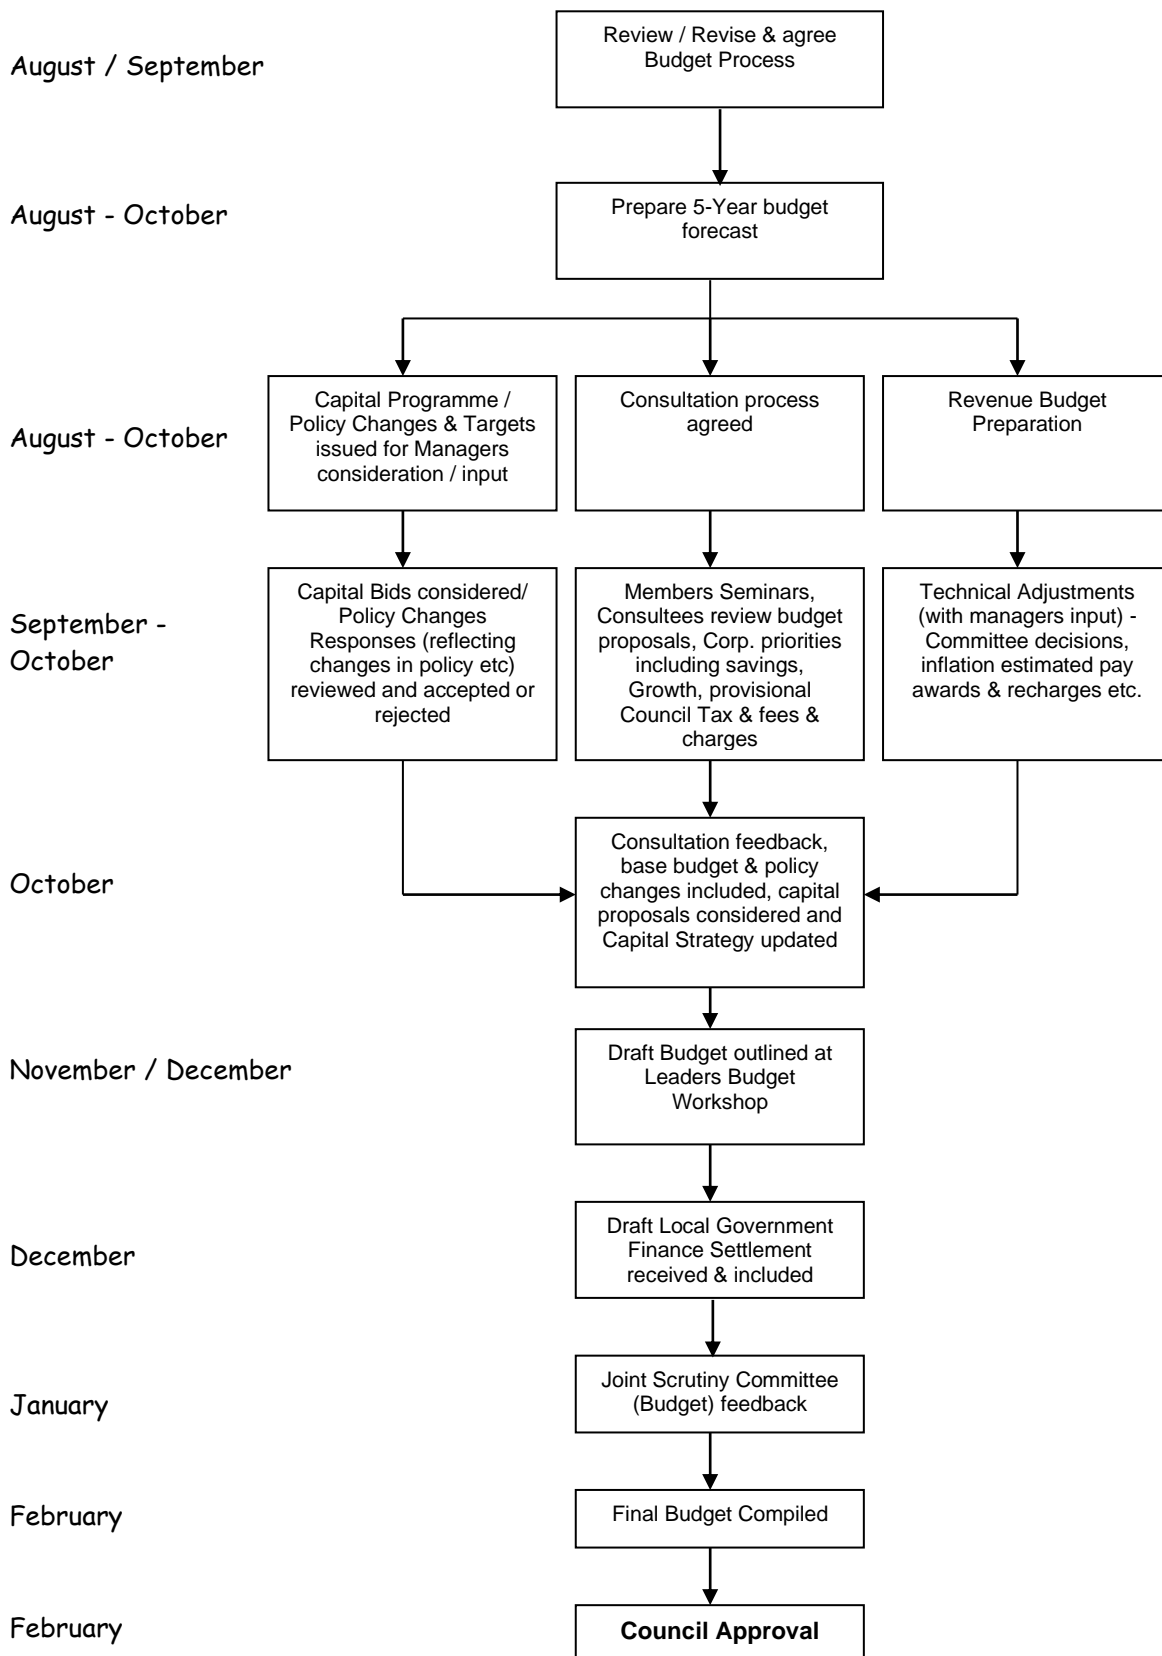 August / September
Review / Revise & agree
Budget Process
August - October
Prepare 5-Year budget
forecast
August - October
Capital Programme /
Policy Changes & Targets
issued for Managers
consideration / input
Consultation process
agreed
Revenue Budget
Preparation
September -
October
Capital Bids considered/
Policy Changes
Responses (reflecting
changes in policy etc)
reviewed and accepted or
rejected
Members Seminars,
Consultees review budget
proposals, Corp. priorities
including savings,
Growth, provisional
Council Tax & fees &
charges
Technical Adjustments
(with managers input) -
Committee decisions,
inflation estimated pay
awards & recharges etc.
October
Consultation feedback,
base budget & policy
changes included, capital
proposals considered and
Capital Strategy updated
November / December
Draft Budget outlined at
Leaders Budget
Workshop
December
Draft Local Government
Finance Settlement
received & included
January
Joint Scrutiny Committee
(Budget) feedback
February
Final Budget Compiled
February
Council Approval